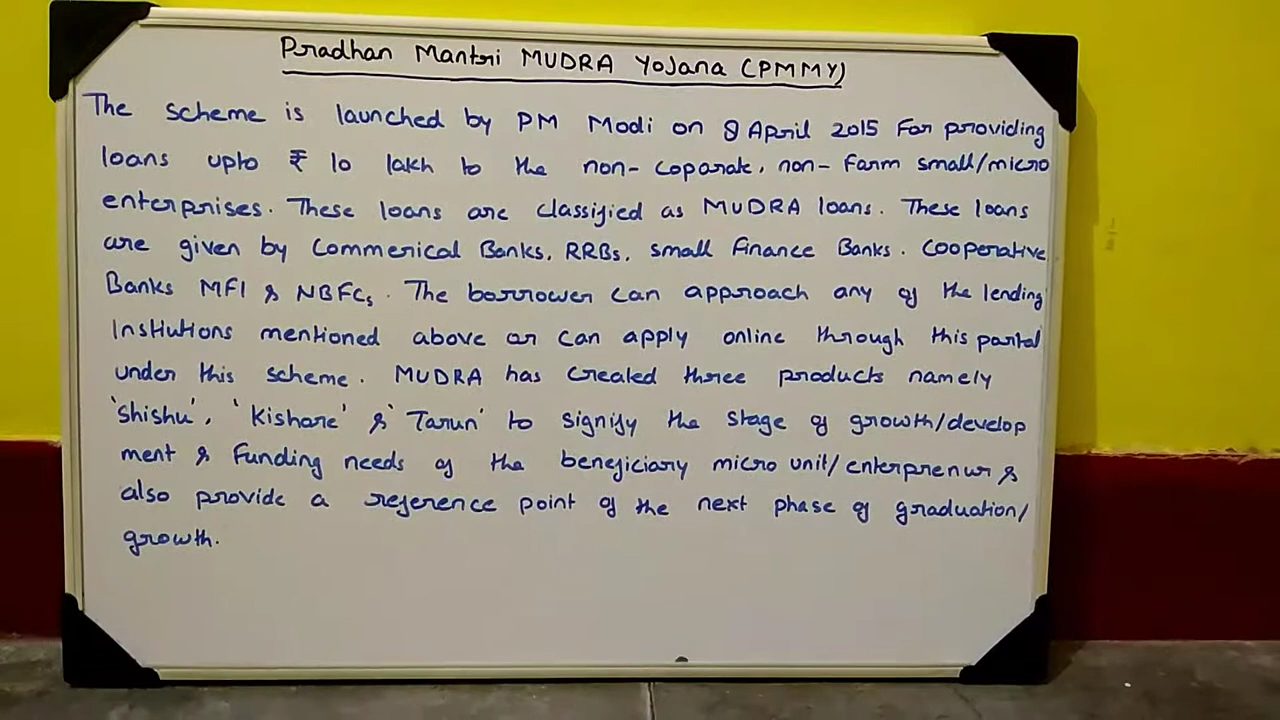 Pradhan Mantri MUDRA YoJana (PMMY)
The scheme is launched by PM Modi on 8 April 2015 For providing
loans upto ₹ 10 lakh to the non-coparate, non-Farm small/micro
enterprises. These loans are classified as MUDRA loans. These loans
are given by Commerical Banks, RRBs, small Finance Banks. Cooperative
Banks MFI & NBFCs. The borrower can approach any of the lending
Instiutions mentioned above or can apply online through this portal
under this scheme. MUDRA has created three products namely
'Shishu', 'Kishore' & 'Tarun' to signify the stage of growth/develop
ment & Funding needs of the beneficiary micro unit/enterprenur &
also provide a reference point of the next phase of graduation/
growth.